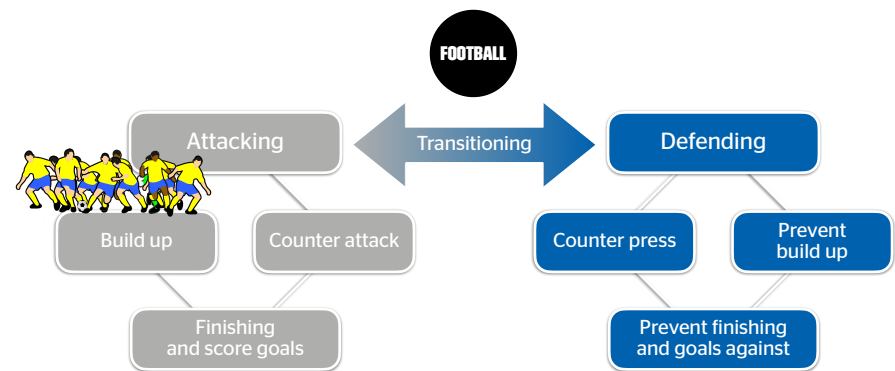 FOOTBALL
Attacking
Transitioning
Defending
Build up
Counter attack
Counter press
Prevent
build up
Finishing
and score goals
Prevent finishing
and goals against